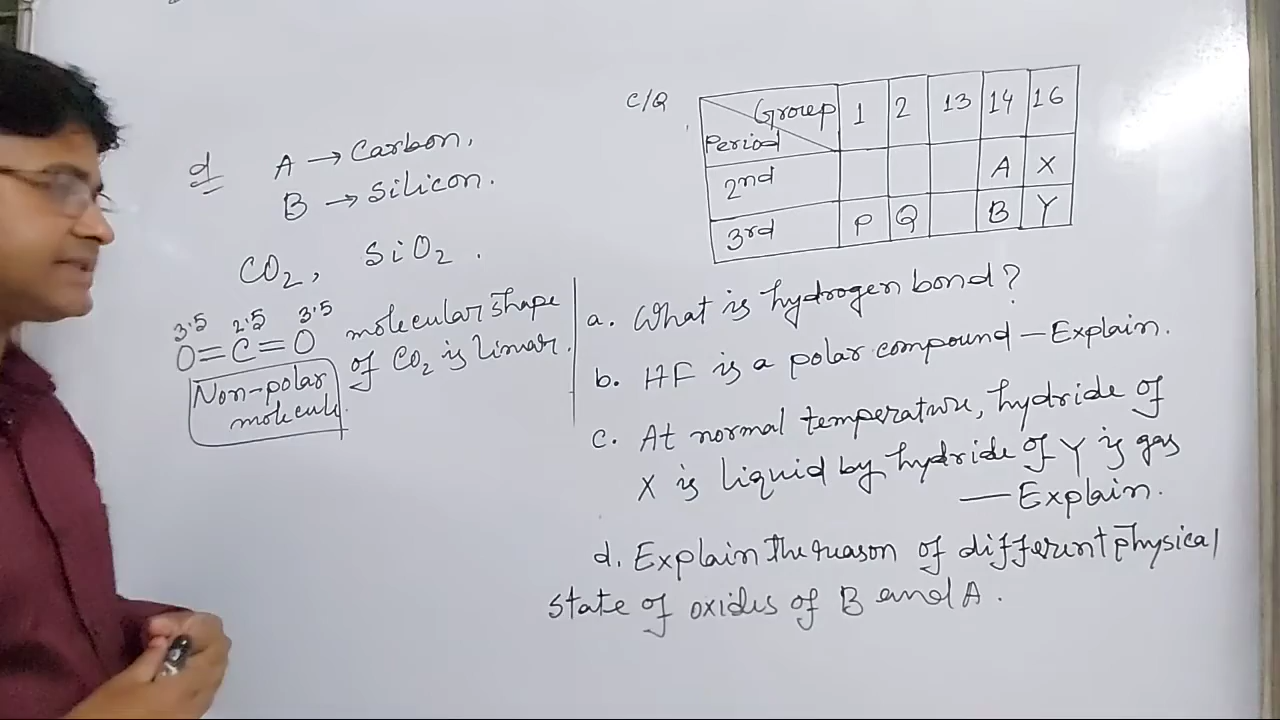 d
A → Carbon.
B → Silicon.
CO2, SiO2.
3.5 2.5 3.5
O=C=O
Non-polar
molecule.
molecular shape
of CO2 is linear.
C/Q
Group 1 2 13 14 16
Period
2nd A X
3rd P Q B Y
a. What is hydrogen bond?
b. HF is a polar compound – Explain.
c. At normal temperature, hydride of
X is liquid by hydride of Y is gas
— Explain.
d. Explain the reason of different physical
state of oxides of B and A.